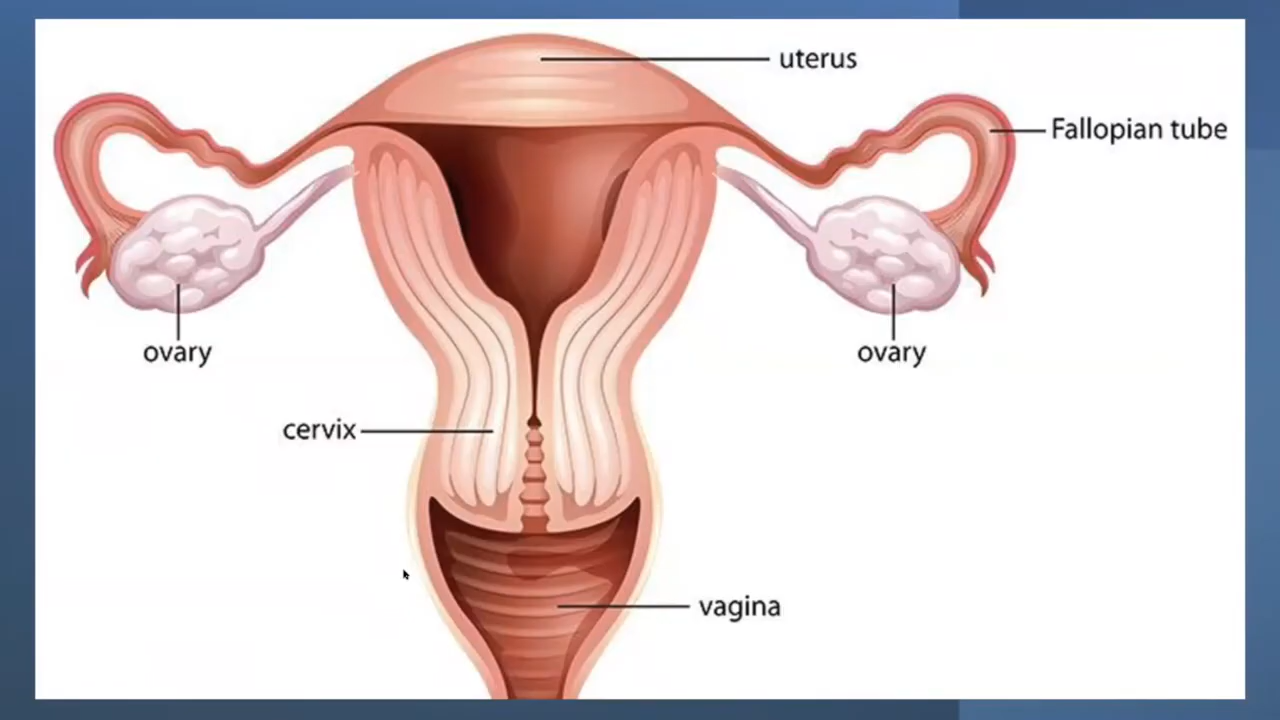 uterus
Fallopian tube
ovary
ovary
cervix
vagina